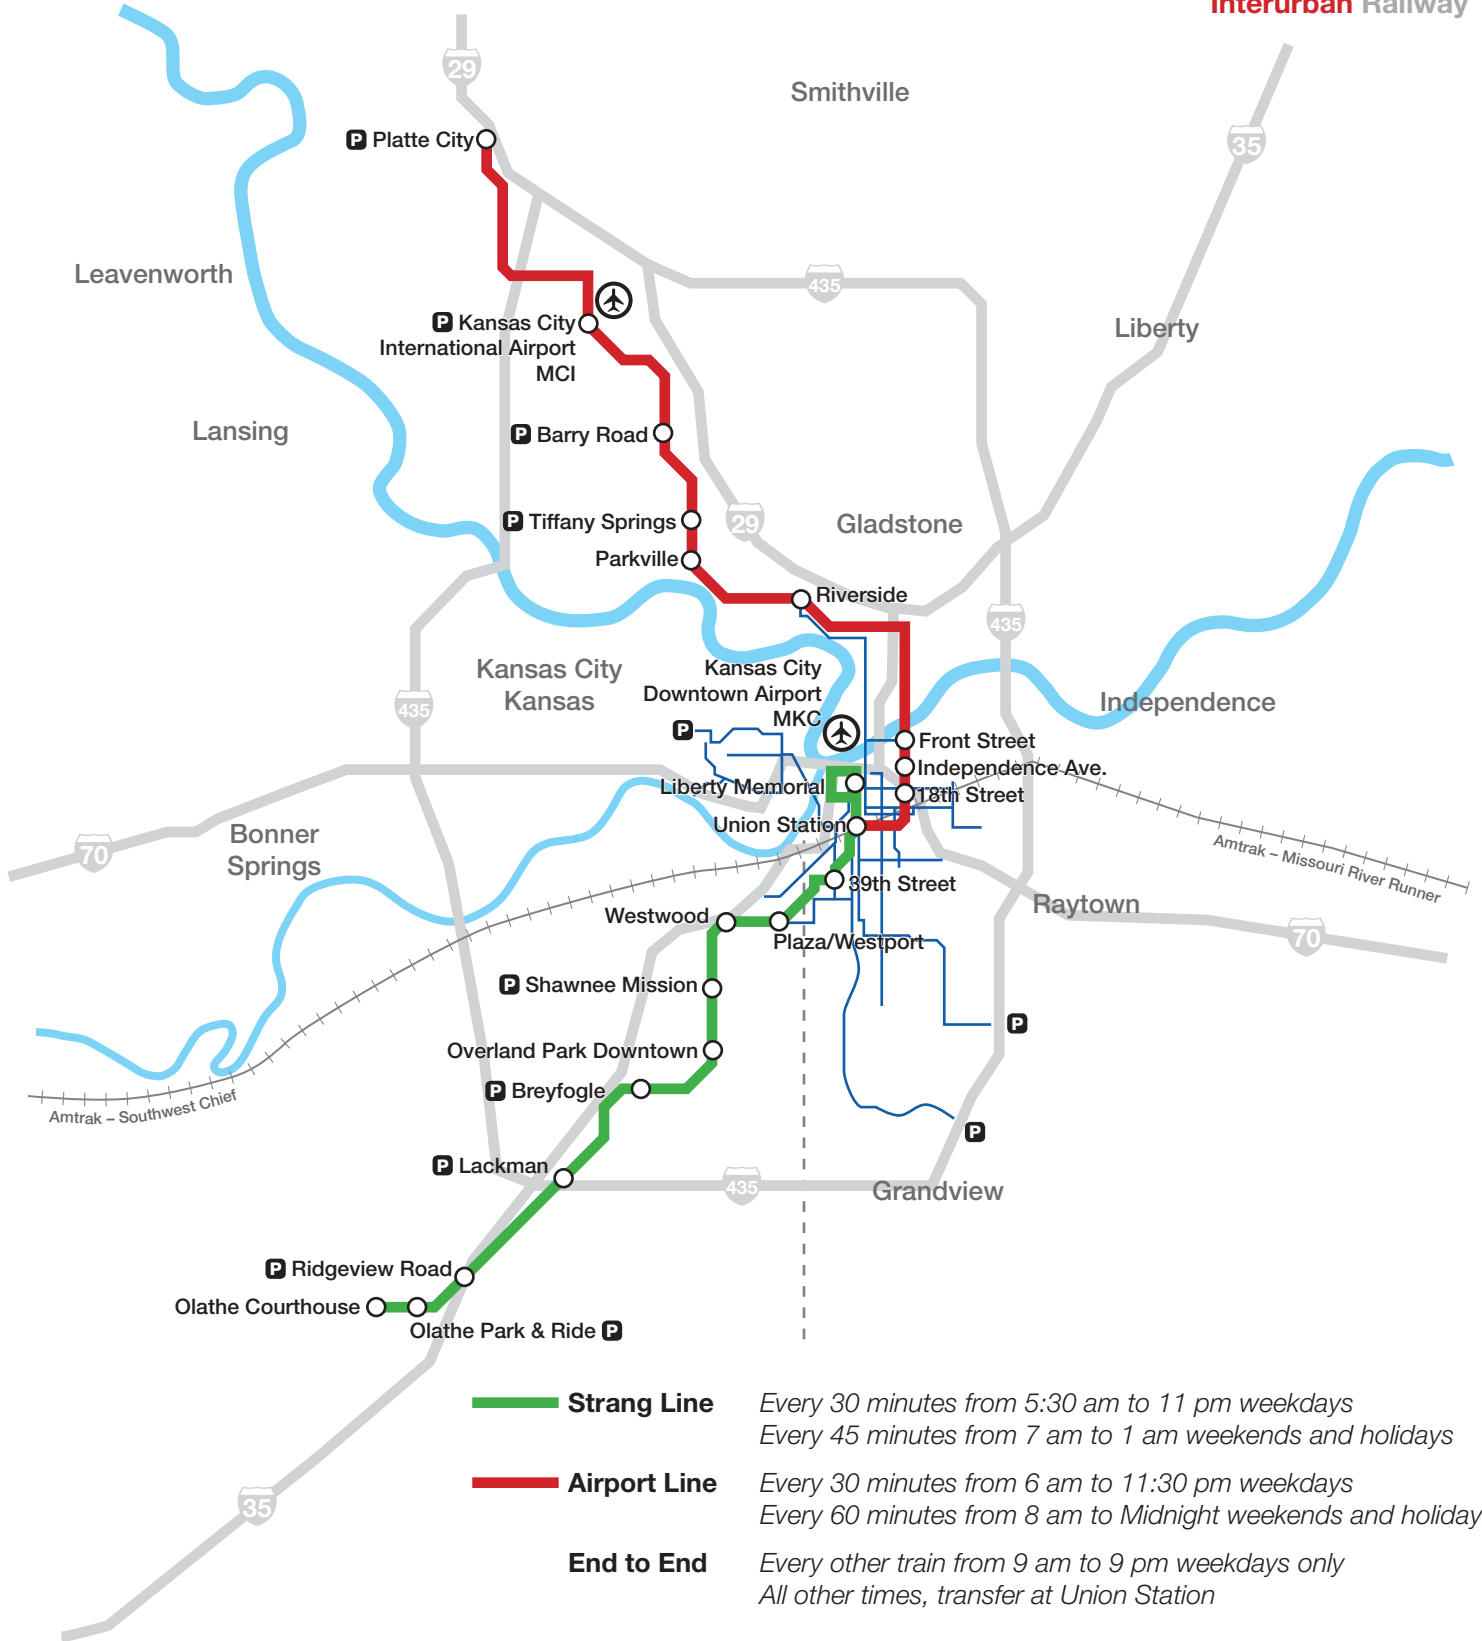 Interurban Railway
29
Smithville
35
P Platte City
Leavenworth
435
P Kansas City
International Airport
MCI
Liberty
Lansing
P Barry Road
P Tiffany Springs
29
Gladstone
Parkville
Riverside
435
Kansas City
Kansas
Kansas City
Downtown Airport
MKC
435
Independence
P
Front Street
Independence Ave.
Liberty Memorial
18th Street
Union Station
70
Bonner
Springs
Amtrak – Missouri River Runner
39th Street
Raytown
Westwood
Plaza/Westport
70
P Shawnee Mission
P
Overland Park Downtown
P Breyfogle
Amtrak – Southwest Chief
P
P Lackman
435
Grandview
P Ridgeview Road
Olathe Courthouse
Olathe Park & Ride P
Strang Line Every 30 minutes from 5:30 am to 11 pm weekdays
Every 45 minutes from 7 am to 1 am weekends and holidays
Airport Line Every 30 minutes from 6 am to 11:30 pm weekdays
Every 60 minutes from 8 am to Midnight weekends and holiday
35
End to End Every other train from 9 am to 9 pm weekdays only
All other times, transfer at Union Station